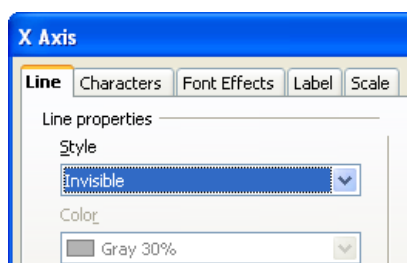 X Axis
Line Characters Font Effects Label Scale
Line properties
Style
Invisible
Color
Gray 30%